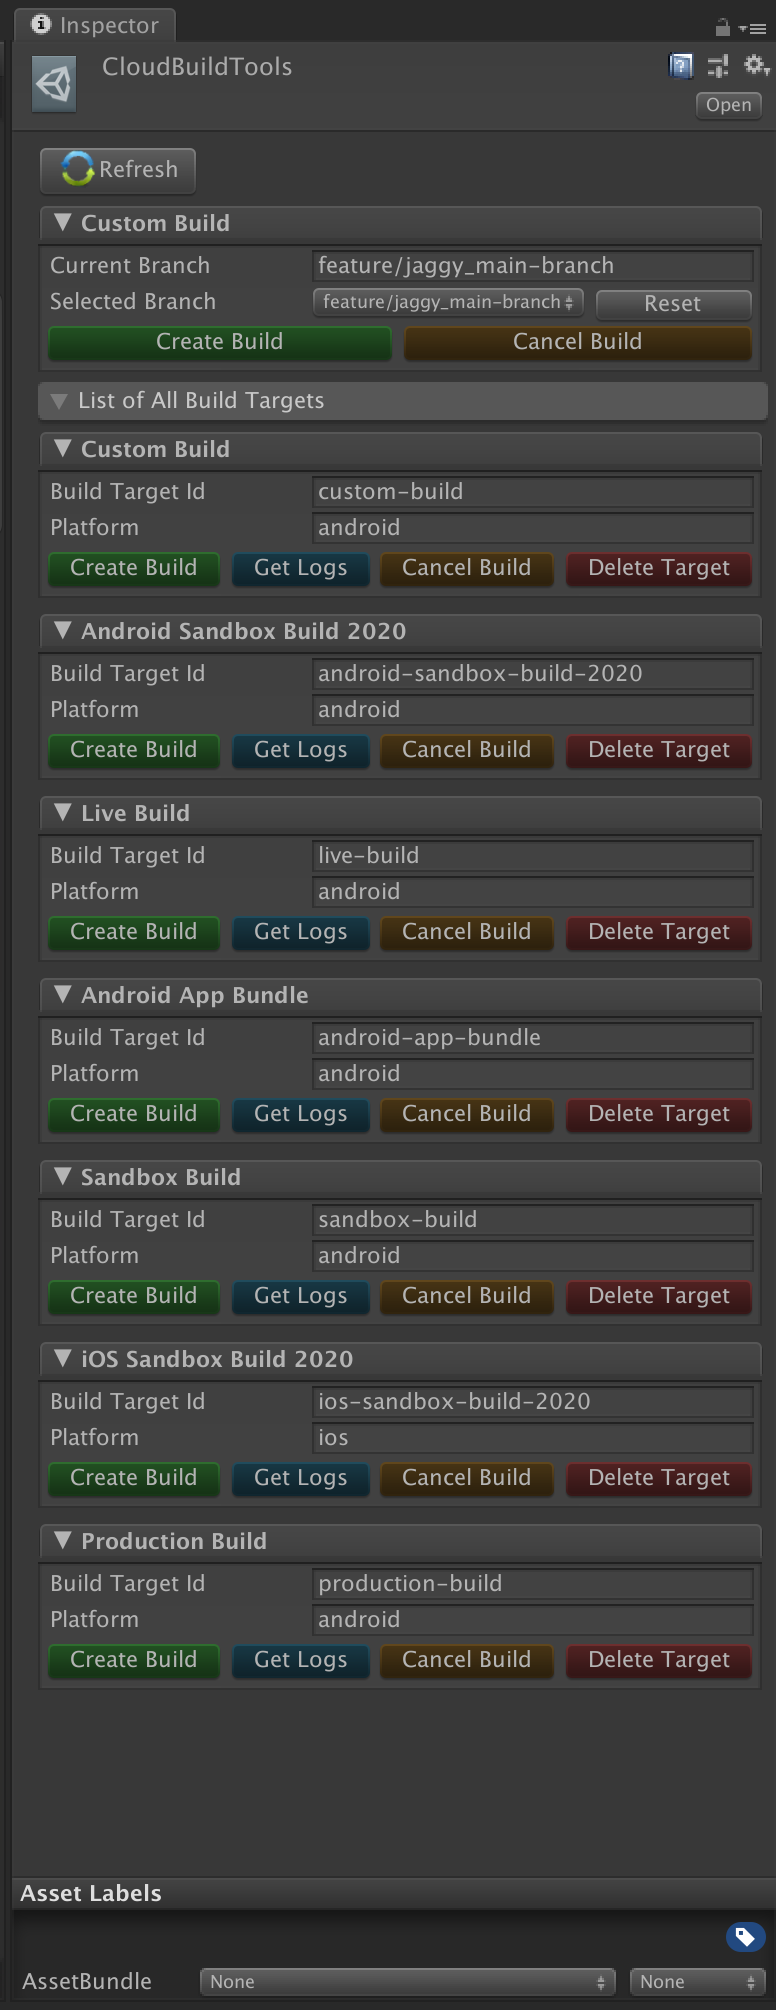 Inspector
CloudBuildTools
Open
Refresh
Custom Build
Current Branch feature/jaggy_main-branch
Selected Branch feature/jaggy_main-branch Reset
Create Build Cancel Build
List of All Build Targets
Custom Build
Build Target Id custom-build
Platform android
Create Build Get Logs Cancel Build Delete Target
Android Sandbox Build 2020
Build Target Id android-sandbox-build-2020
Platform android
Create Build Get Logs Cancel Build Delete Target
Live Build
Build Target Id live-build
Platform android
Create Build Get Logs Cancel Build Delete Target
Android App Bundle
Build Target Id android-app-bundle
Platform android
Create Build Get Logs Cancel Build Delete Target
Sandbox Build
Build Target Id sandbox-build
Platform android
Create Build Get Logs Cancel Build Delete Target
iOS Sandbox Build 2020
Build Target Id ios-sandbox-build-2020
Platform ios
Create Build Get Logs Cancel Build Delete Target
Production Build
Build Target Id production-build
Platform android
Create Build Get Logs Cancel Build Delete Target
Asset Labels
AssetBundle None None